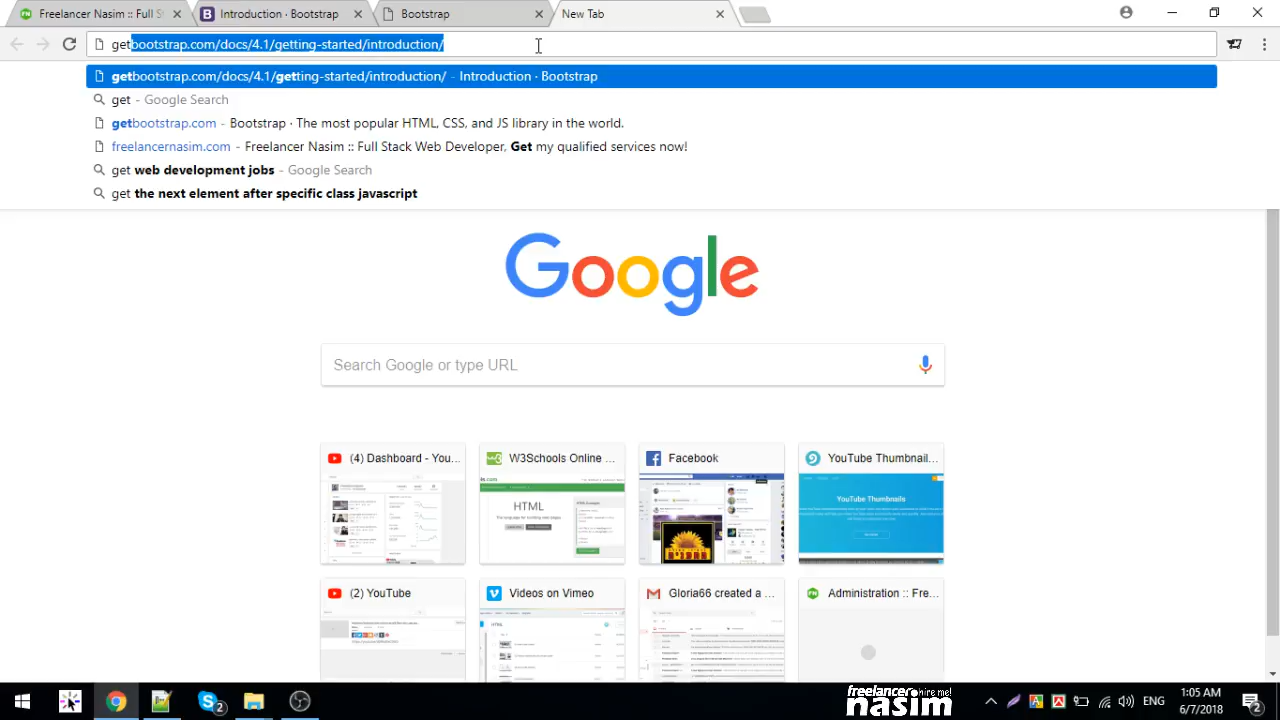 Freelancer Nasim :: Full St
Introduction · Bootstrap
Bootstrap
New Tab
getbootstrap.com/docs/4.1/getting-started/introduction/
getbootstrap.com/docs/4.1/getting-started/introduction/ - Introduction · Bootstrap
get - Google Search
getbootstrap.com - Bootstrap · The most popular HTML, CSS, and JS library in the world.
freelancernasim.com - Freelancer Nasim :: Full Stack Web Developer, Get my qualified services now!
get web development jobs - Google Search
get the next element after specific class javascript
Google
Search Google or type URL
(4) Dashboard - You...
W3Schools Online ...
Facebook
YouTube Thumbnail...
HTML
YouTube Thumbnails
(2) YouTube
Videos on Vimeo
Gloria66 created a ...
Administration :: Fre...
freelancer hire me!
nasim
ENG
1:05 AM
6/7/2018
2
2